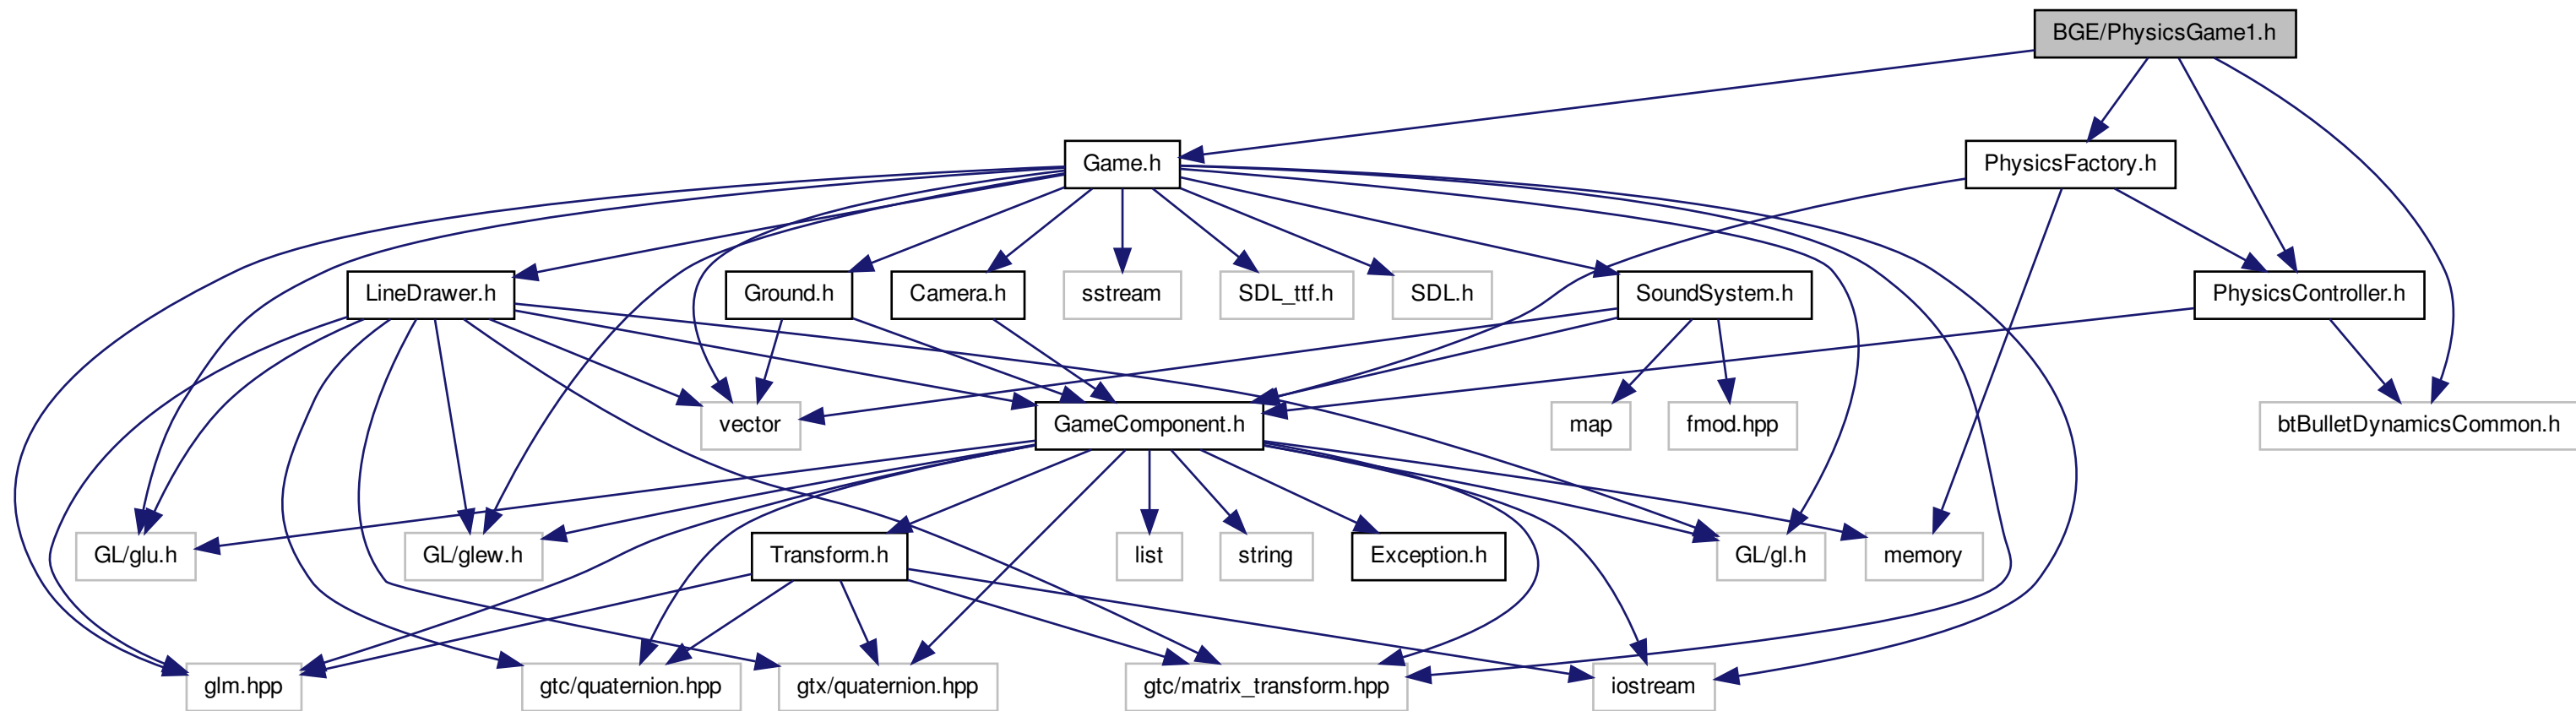 BGE/PhysicsGame1.h
Game.h
PhysicsFactory.h
LineDrawer.h
Ground.h
Camera.h
sstream
SDL_ttf.h
SDL.h
SoundSystem.h
PhysicsController.h
vector
GameComponent.h
map
fmod.hpp
btBulletDynamicsCommon.h
GL/glu.h
GL/glew.h
Transform.h
list
string
Exception.h
GL/gl.h
memory
glm.hpp
gtc/quaternion.hpp
gtx/quaternion.hpp
gtc/matrix_transform.hpp
iostream